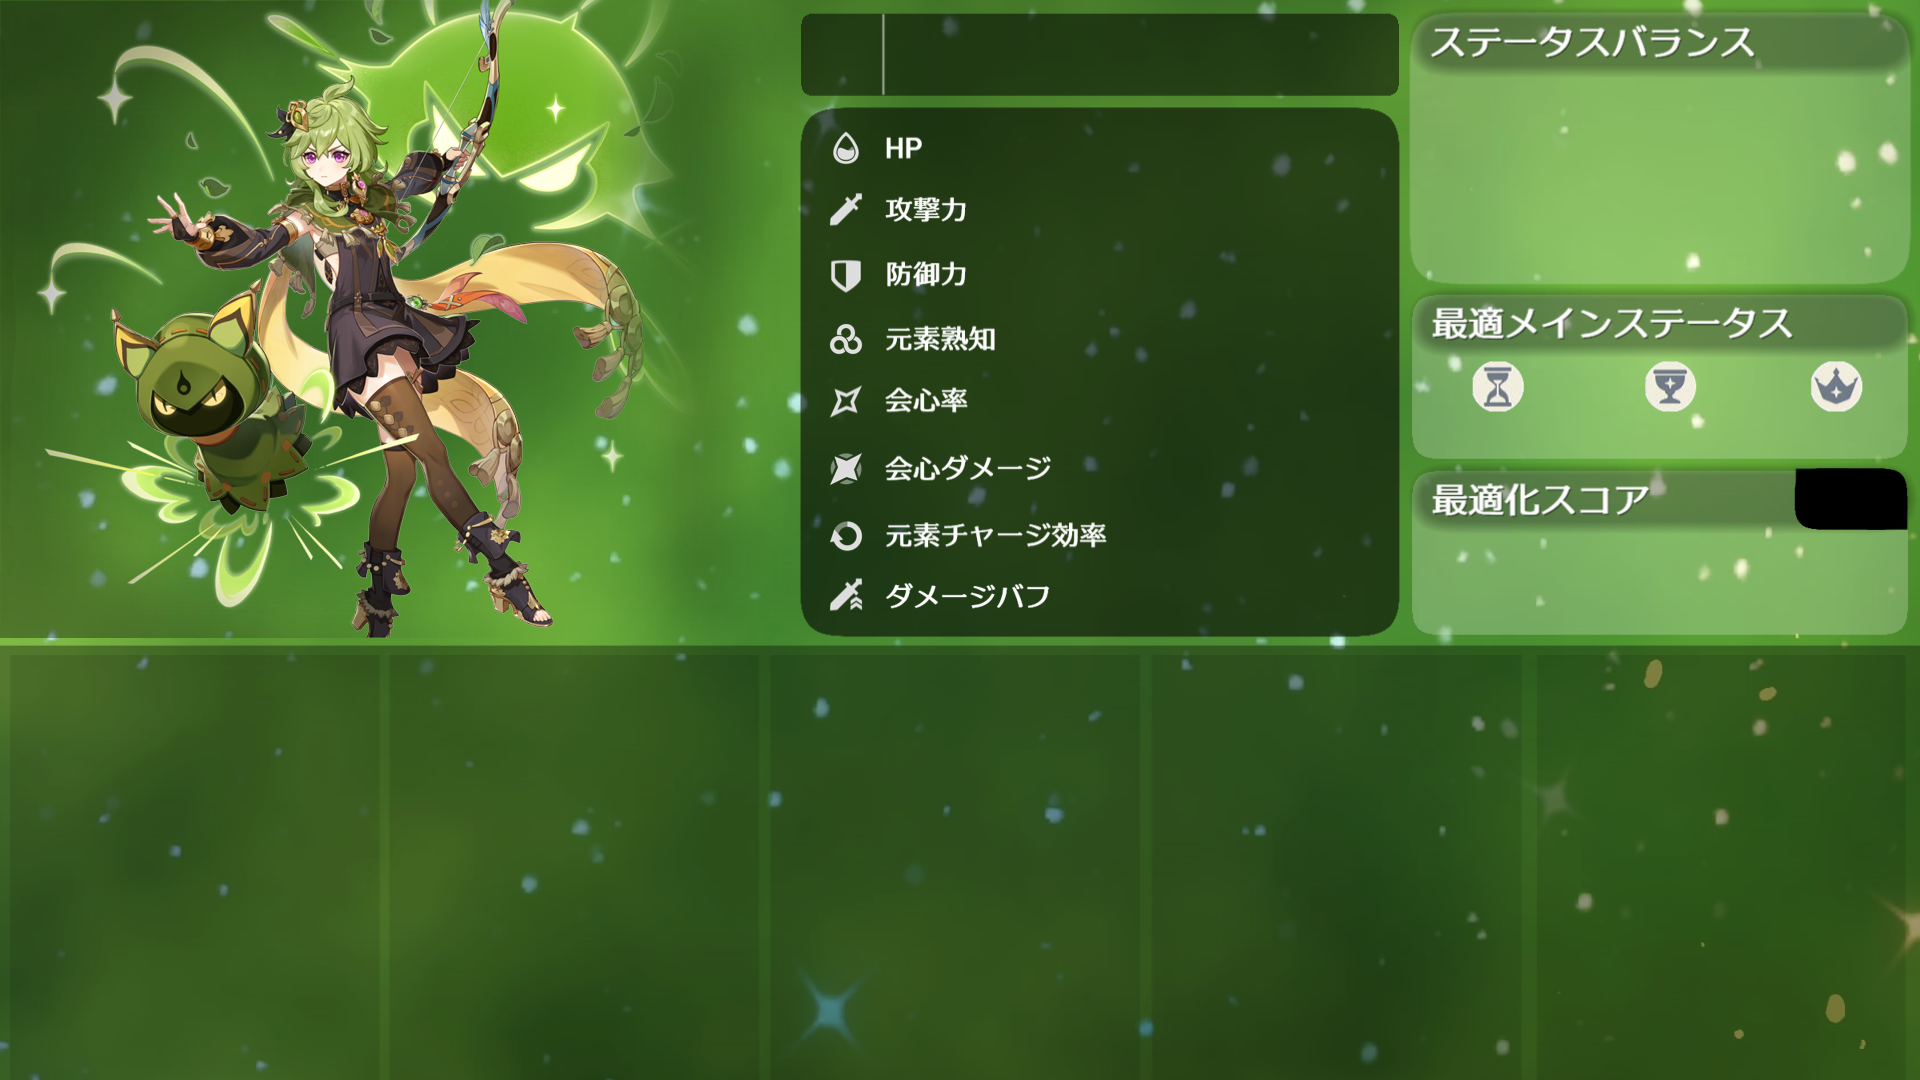 HP
攻撃力
防御力
元素熟知
会心率
会心ダメージ
元素チャージ効率
ダメージバフ
ステータスバランス
最適メインステータス
最適化スコア